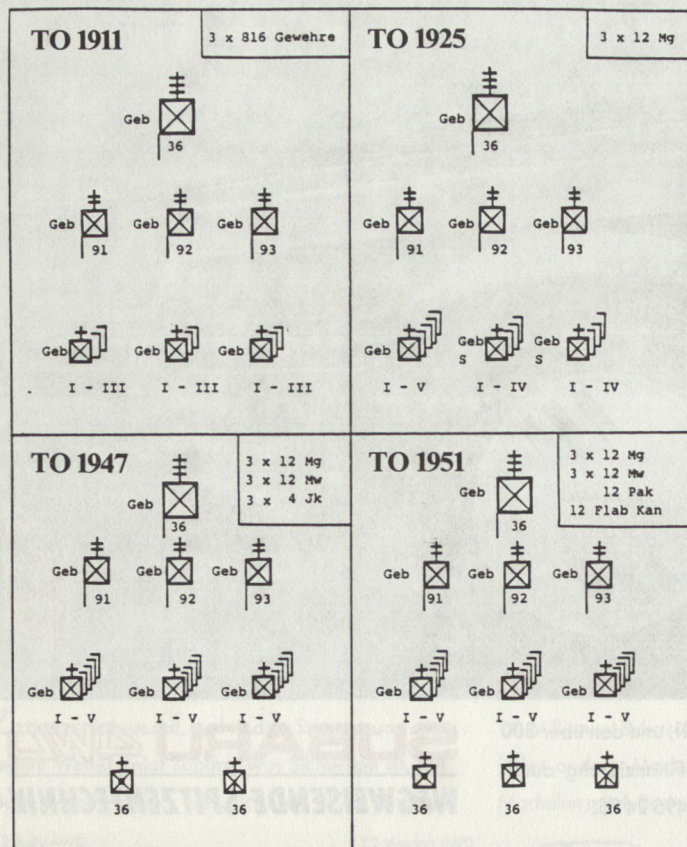 TO 1911
3 x 816 Gewehre
Geb
36
Geb Geb Geb
91 92 93
Geb
I - III I - III
TO 1925
3 x 12 Mg
Geb
36
Geb Geb Geb
91 92 93
Geb Geb Geb
S S
I - V I - IV I - IV
TO 1947
3 x 12 Mg
3 x 12 Mw
3 x 4 Jk
Geb
36
Geb Geb Geb
91 92 93
Geb Geb Geb
I - V I - V I - V
36 36
TO 1951
3 x 12 Mg
3 x 12 Mw
12 Pak
12 Flab Kan
Geb
36
Geb Geb Geb
91 92 93
Geb Geb Geb
I - V I - V I - V
36 36 36